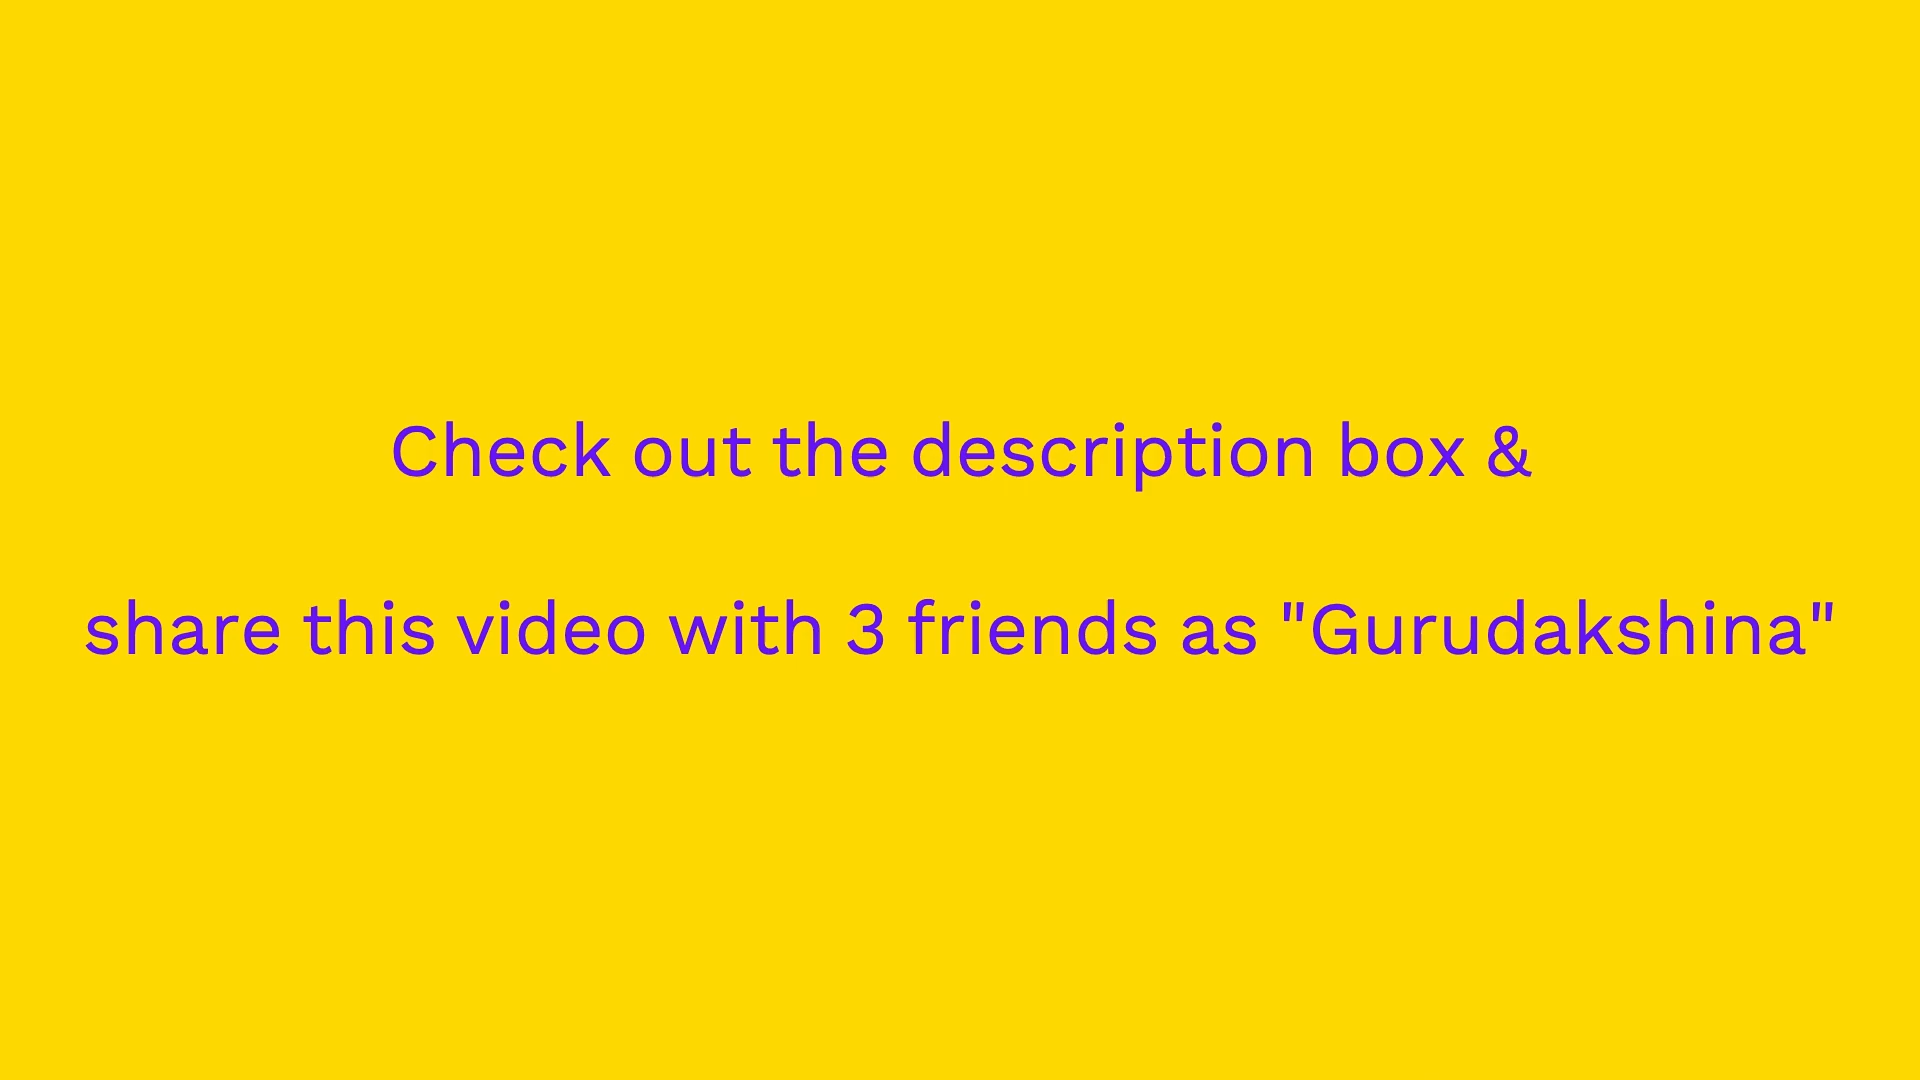 Check out the description box &
share this video with 3 friends as "Gurudakshina"